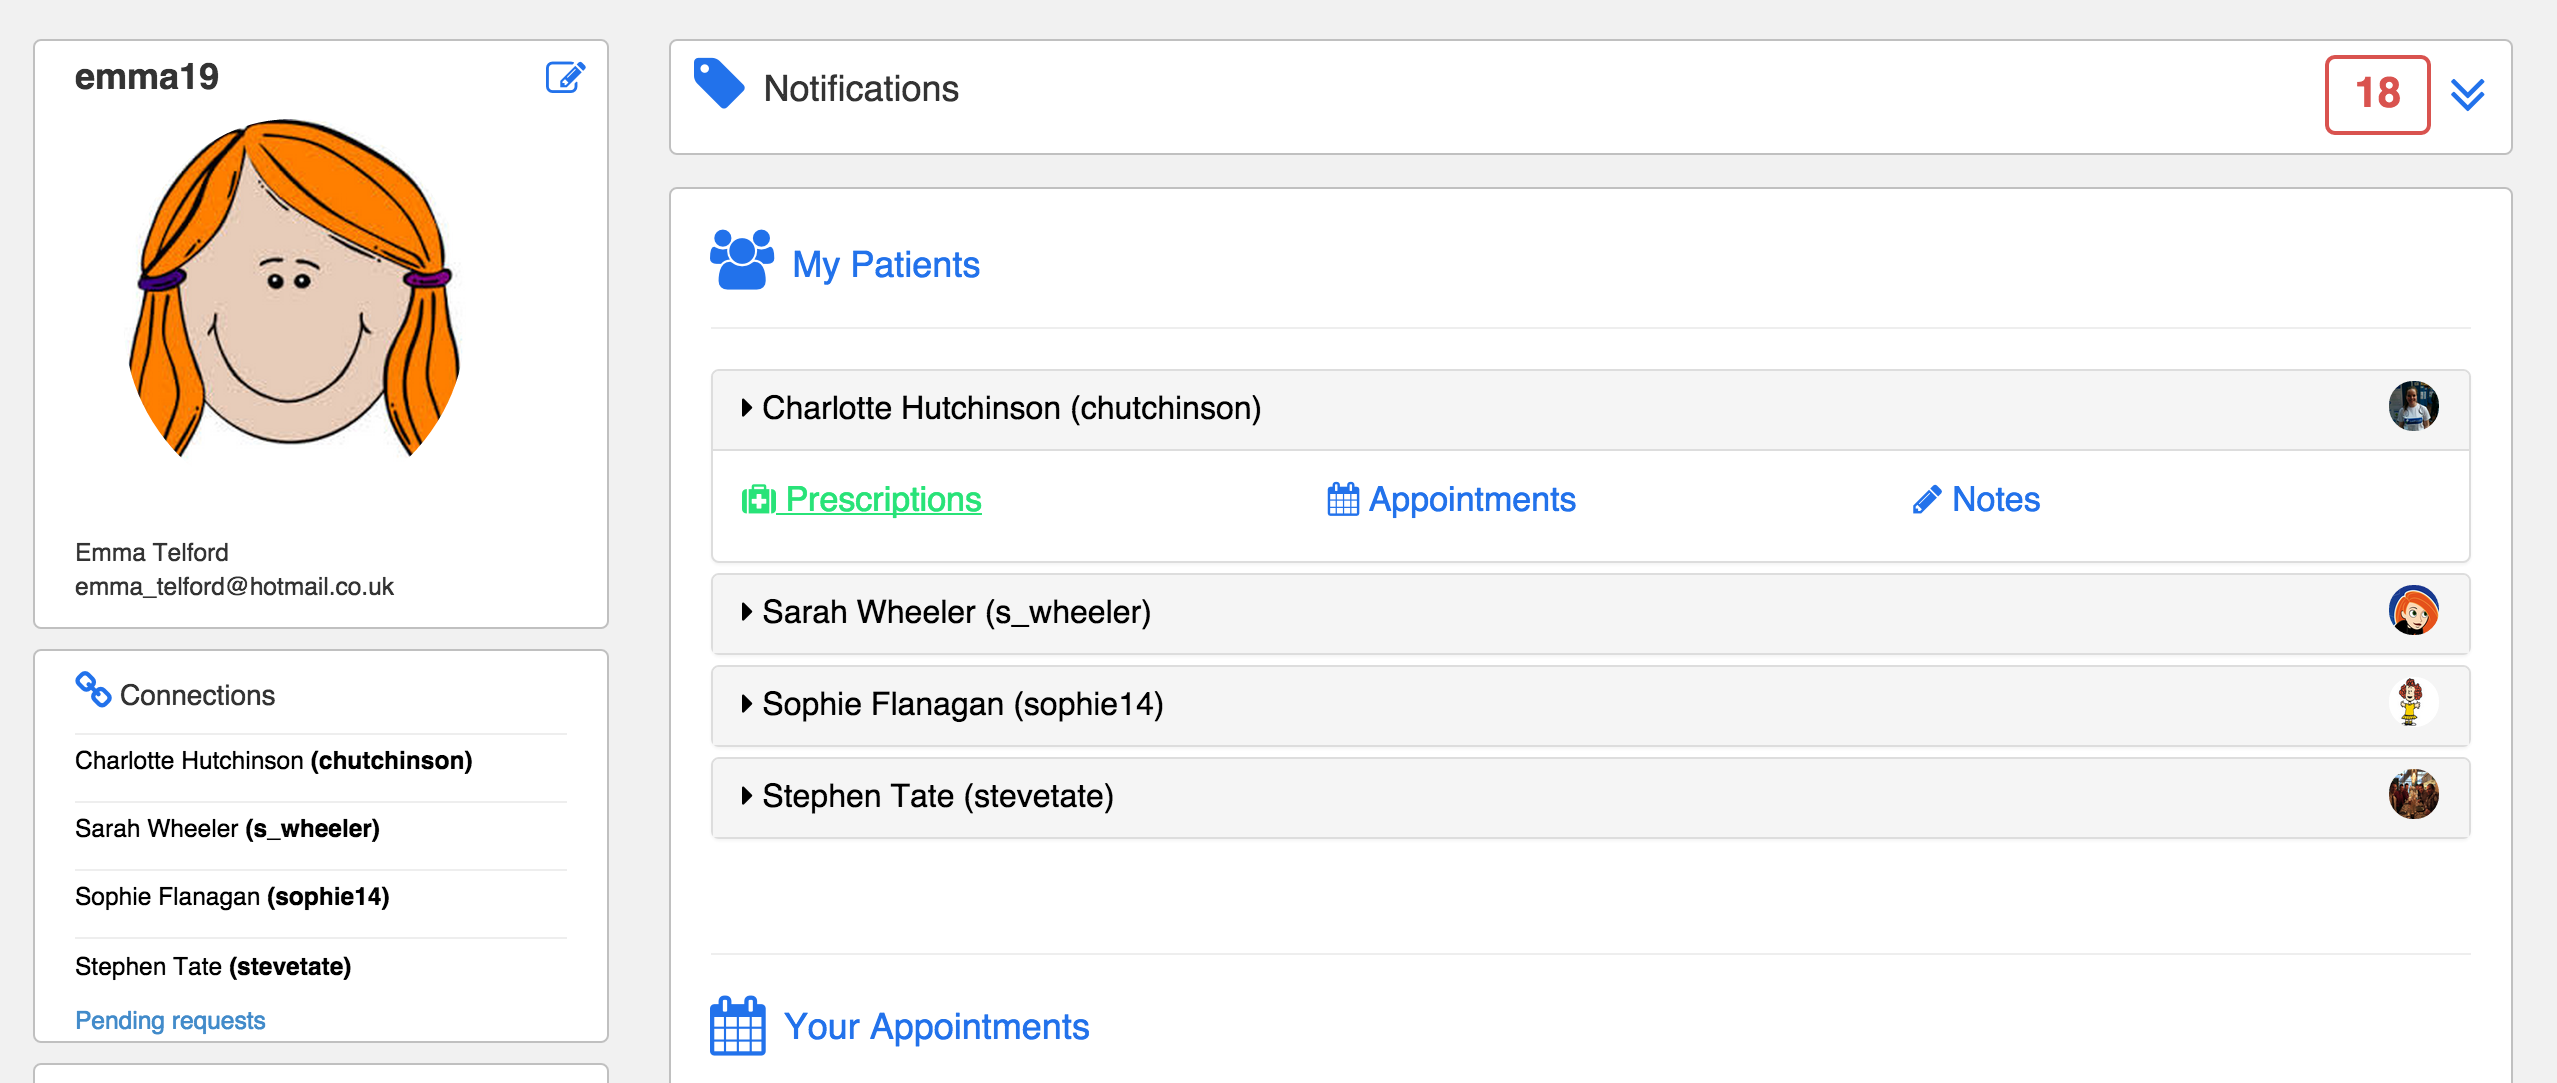 emma19
Emma Telford
emma_telford@hotmail.co.uk
Connections
Charlotte Hutchinson (chutchinson)
Sarah Wheeler (s_wheeler)
Sophie Flanagan (sophie14)
Stephen Tate (stevetate)
Pending requests
Notifications
18
My Patients
Charlotte Hutchinson (chutchinson)
Prescriptions Appointments Notes
Sarah Wheeler (s_wheeler)
Sophie Flanagan (sophie14)
Stephen Tate (stevetate)
Your Appointments